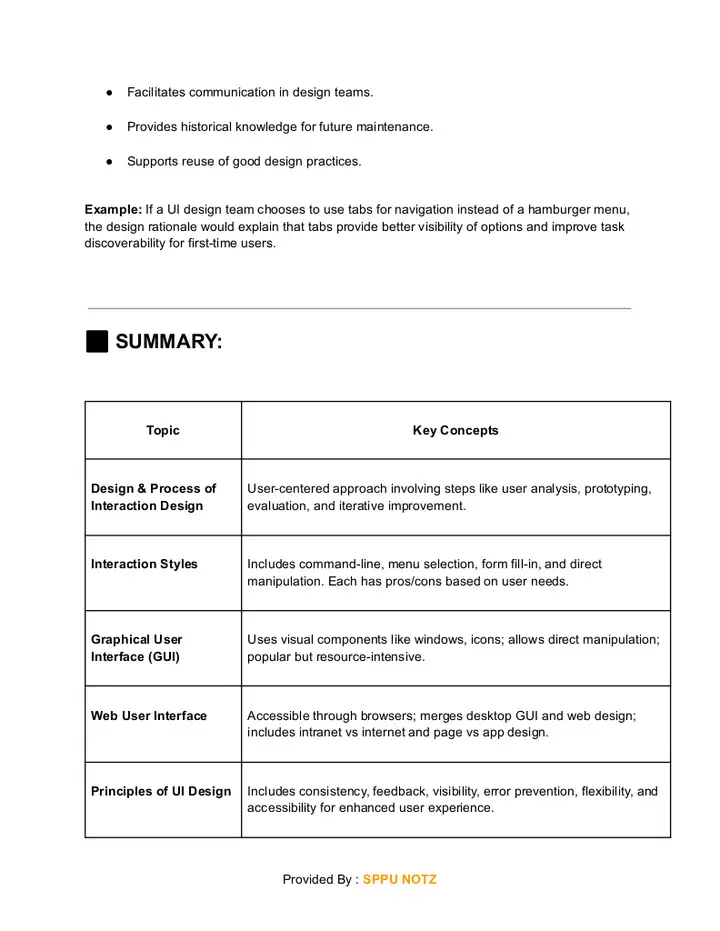 ● Facilitates communication in design teams.
● Provides historical knowledge for future maintenance.
● Supports reuse of good design practices.
Example: If a UI design team chooses to use tabs for navigation instead of a hamburger menu,
the design rationale would explain that tabs provide better visibility of options and improve task
discoverability for first-time users.
SUMMARY:
Topic
Key Concepts
Design & Process of
Interaction Design
User-centered approach involving steps like user analysis, prototyping,
evaluation, and iterative improvement.
Interaction Styles
Includes command-line, menu selection, form fill-in, and direct
manipulation. Each has pros/cons based on user needs.
Graphical User
Interface (GUI)
Uses visual components like windows, icons; allows direct manipulation;
popular but resource-intensive.
Web User Interface
Accessible through browsers; merges desktop GUI and web design;
includes intranet vs internet and page vs app design.
Principles of UI Design
Includes consistency, feedback, visibility, error prevention, flexibility, and
accessibility for enhanced user experience.
Provided By : SPPU NOTZ